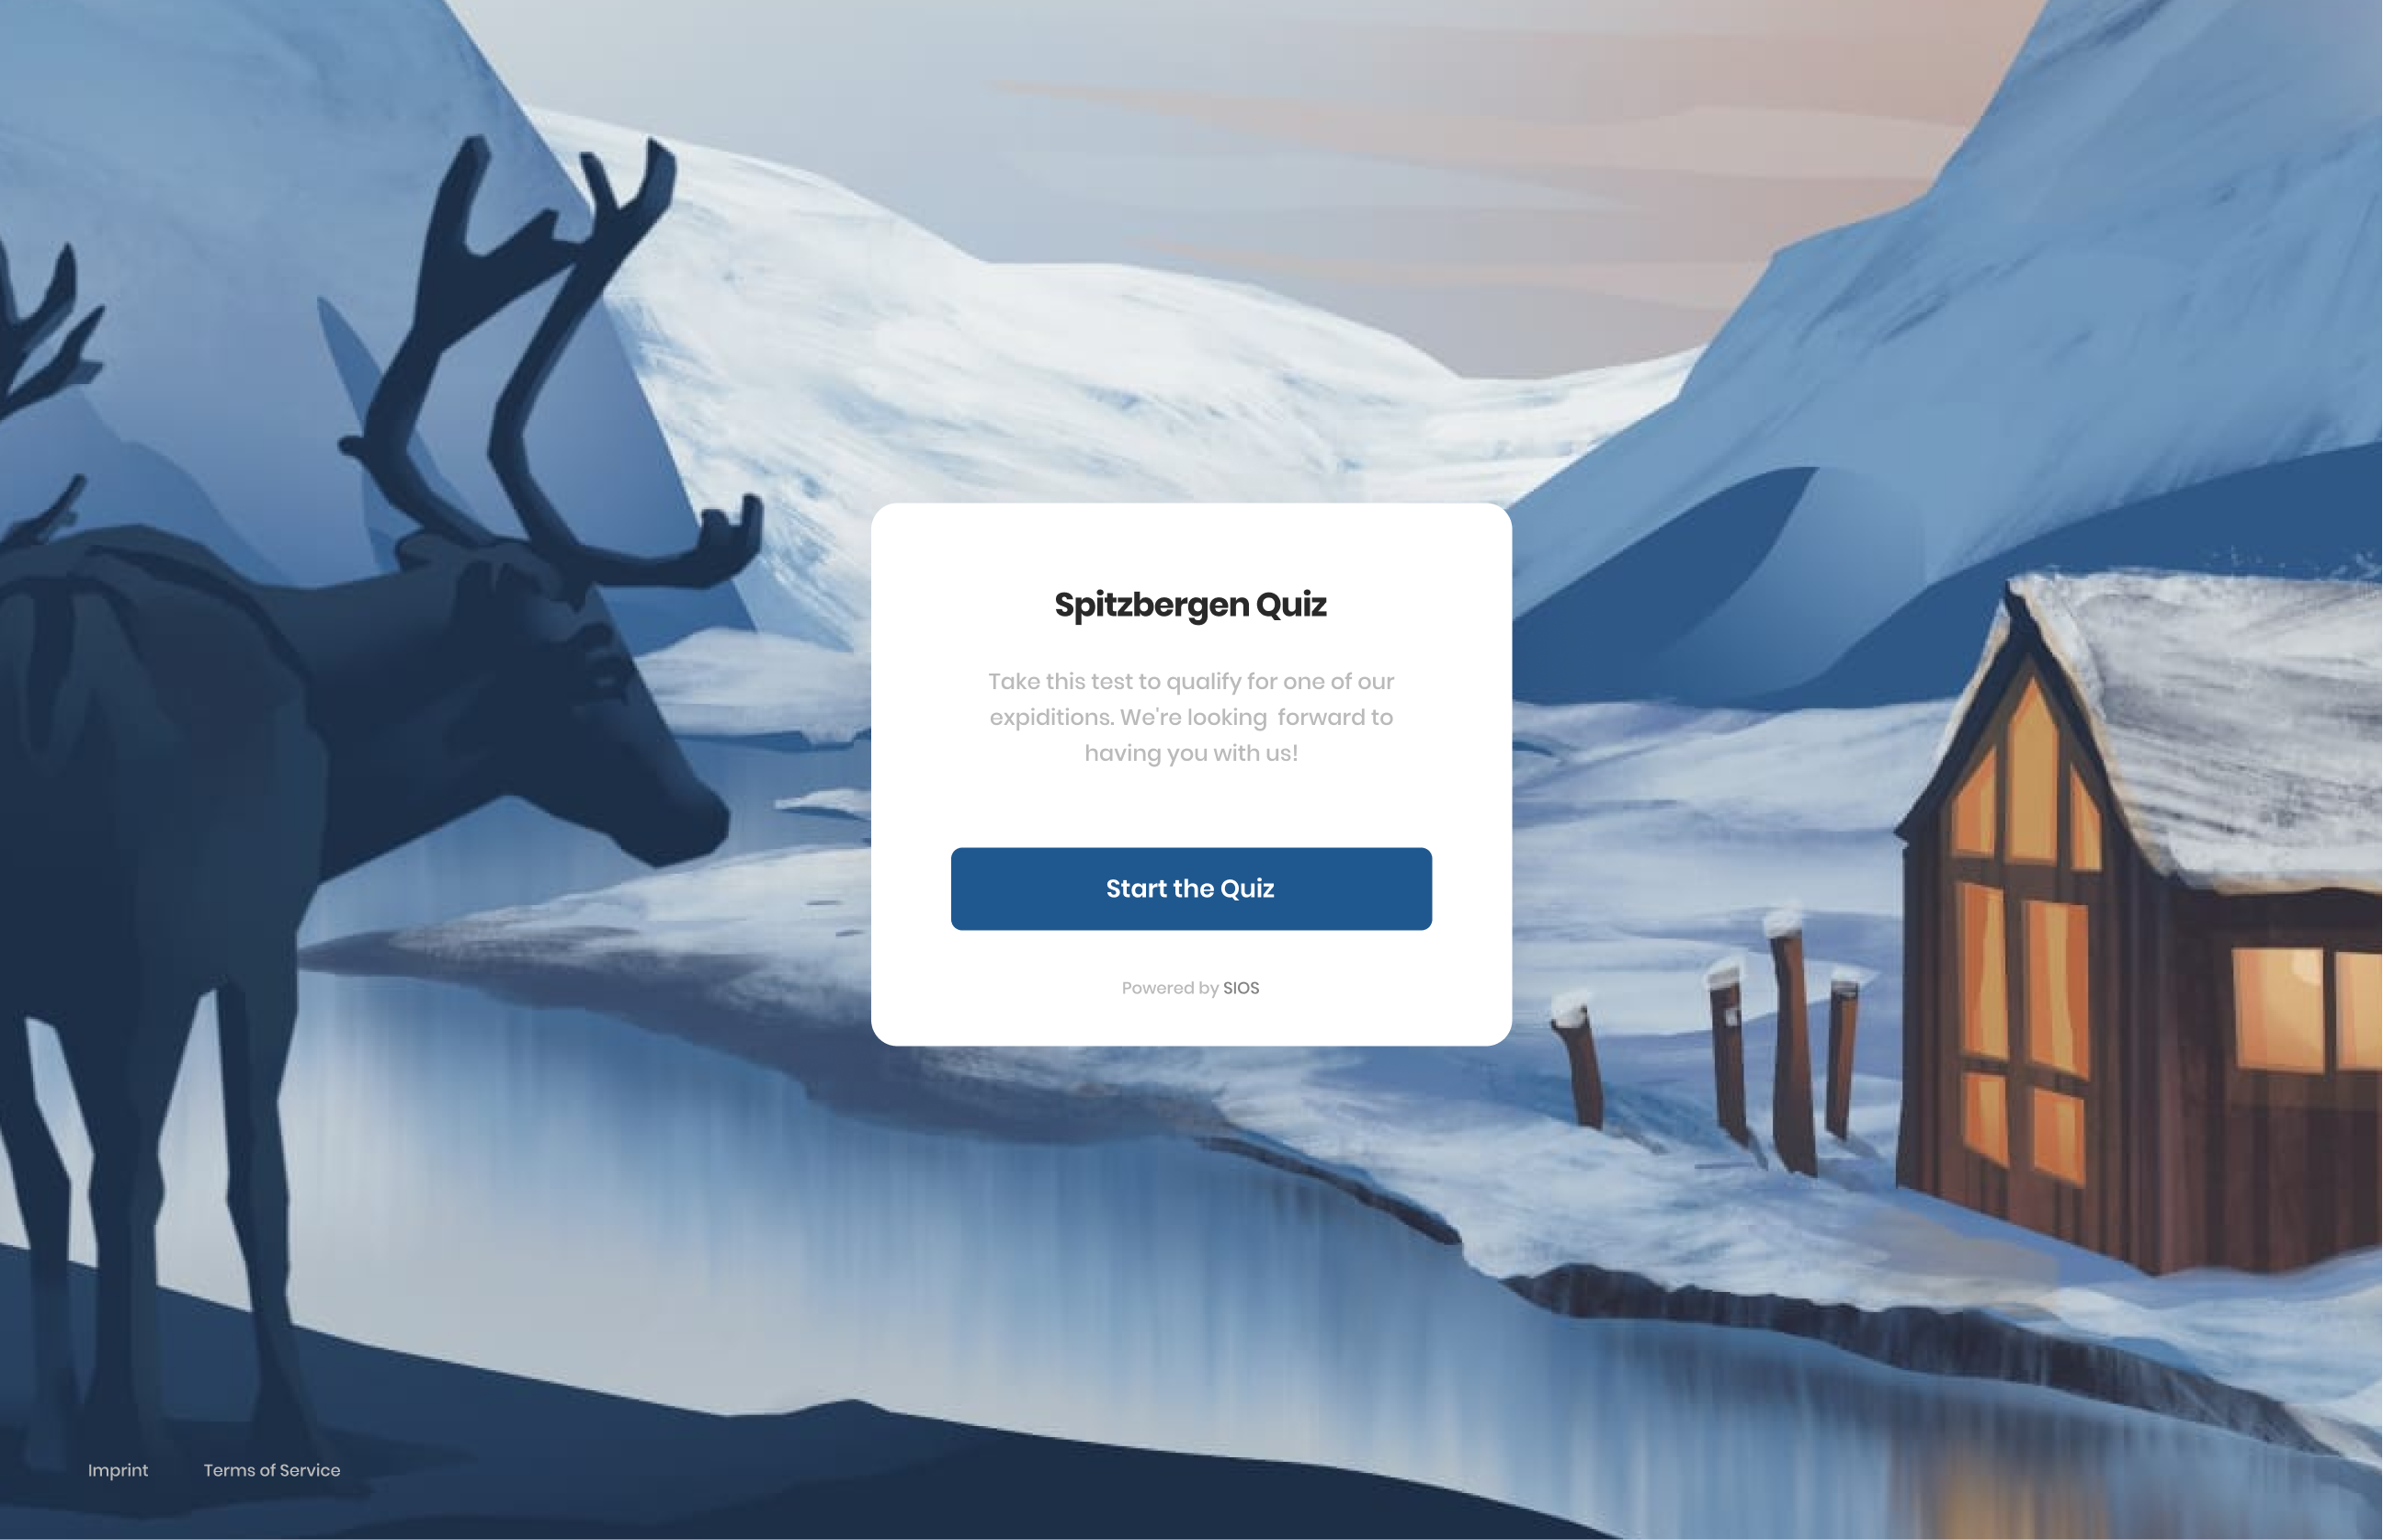 Spitzbergen Quiz
Take this test to qualify for one of our
expiditions. We're looking  forward to
having you with us!
Start the Quiz
Powered by SIOS
Imprint
Terms of Service